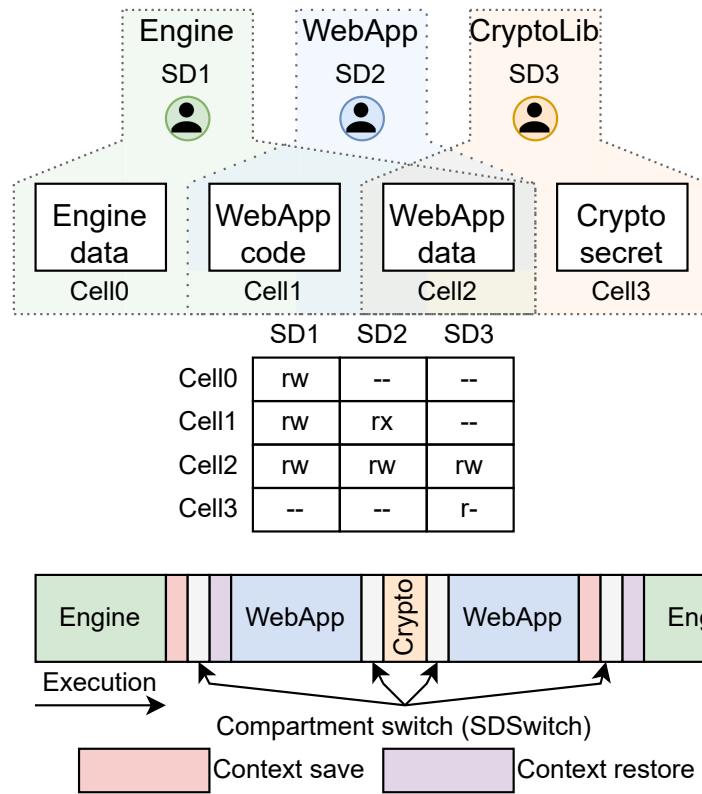 Engine WebApp CryptoLib
SD1 SD2 SD3
Engine data
WebApp code
WebApp data
Crypto secret
Cell0 Cell1 Cell2 Cell3
SD1 SD2 SD3
Cell0 rw -- --
Cell1 rw rx --
Cell2 rw rw rw
Cell3 -- -- r-
Engine WebApp Crypto WebApp Eng
Execution
Compartment switch (SDSwitch)
Context save Context restore